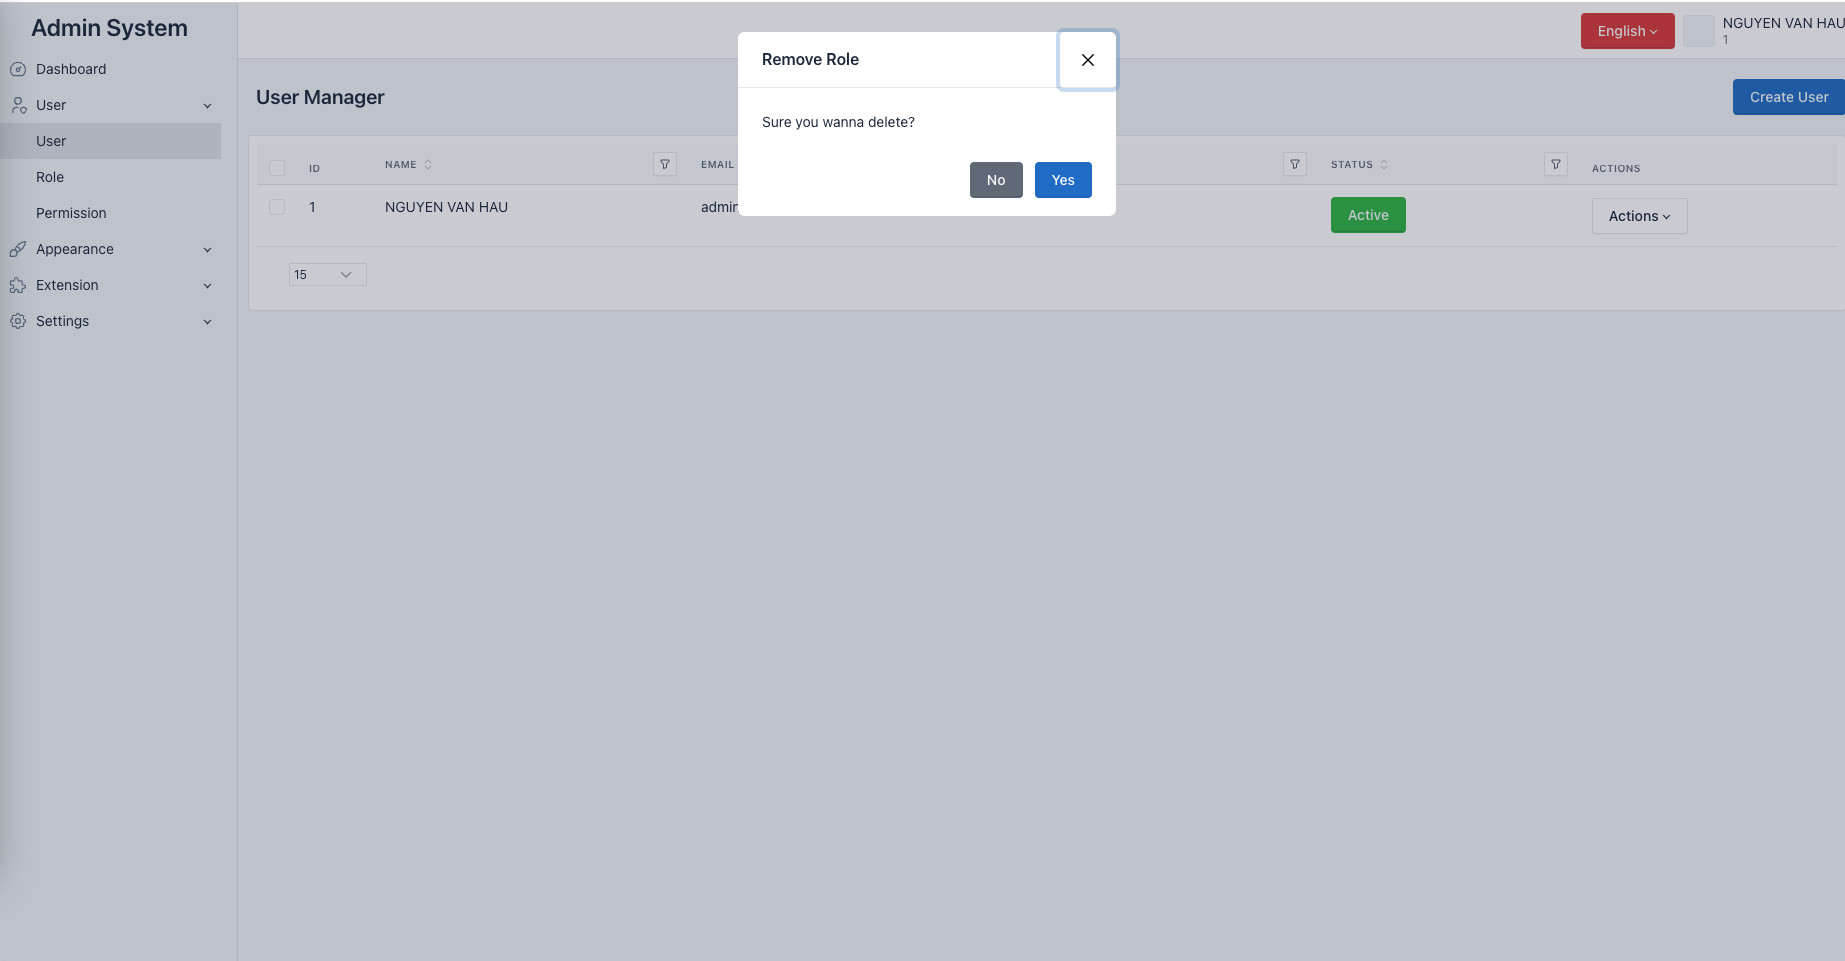 Admin System
Dashboard
User
User
Role
Permission
Appearance
Extension
Settings
English
NGUYEN VAN HAU
1
User Manager
Create User
Remove Role
Sure you wanna delete?
No
Yes
ID
NAME
EMAIL
STATUS
ACTIONS
1
NGUYEN VAN HAU
admin
Active
Actions
15